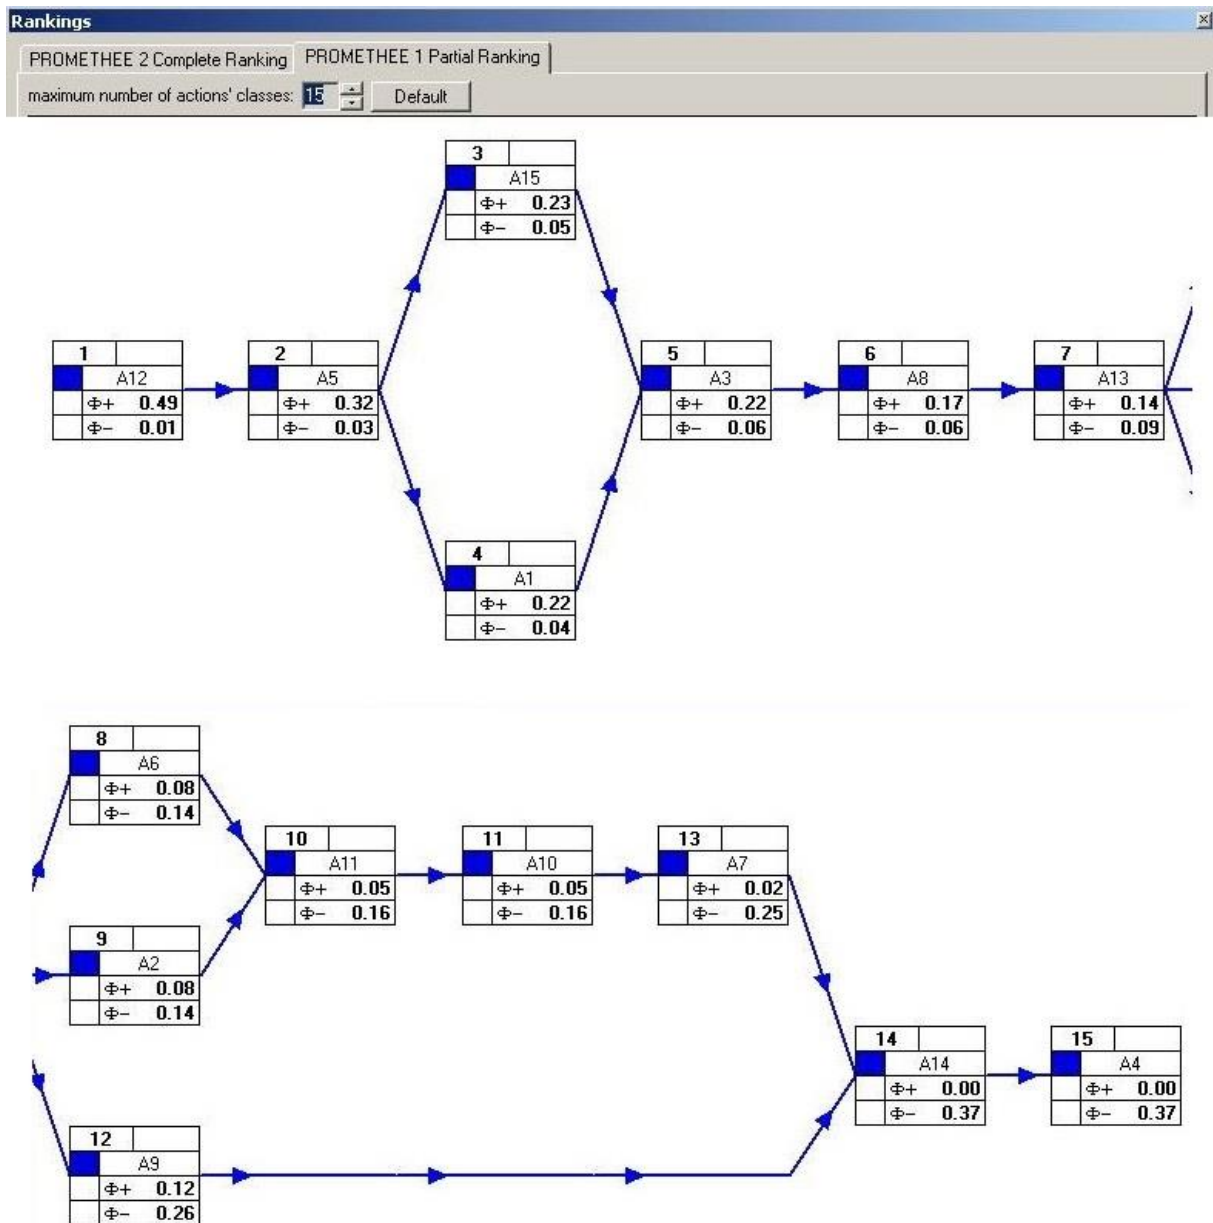 Rankings
PROMETHEE 2 Complete Ranking
PROMETHEE 1 Partial Ranking
maximum number of actions' classes: 15 Default
3
A15
Φ+ 0.23
Φ− 0.05
1
A12
Φ+ 0.49
Φ− 0.01
2
A5
Φ+ 0.32
Φ− 0.03
5
A3
Φ+ 0.22
Φ− 0.06
6
A8
Φ+ 0.17
Φ− 0.06
7
A13
Φ+ 0.14
Φ− 0.09
4
A1
Φ+ 0.22
Φ− 0.04
8
A6
Φ+ 0.08
Φ− 0.14
10
A11
Φ+ 0.05
Φ− 0.16
11
A10
Φ+ 0.05
Φ− 0.16
13
A7
Φ+ 0.02
Φ− 0.25
9
A2
Φ+ 0.08
Φ− 0.14
14
A14
Φ+ 0.00
Φ− 0.37
15
A4
Φ+ 0.00
Φ− 0.37
12
A9
Φ+ 0.12
Φ− 0.26